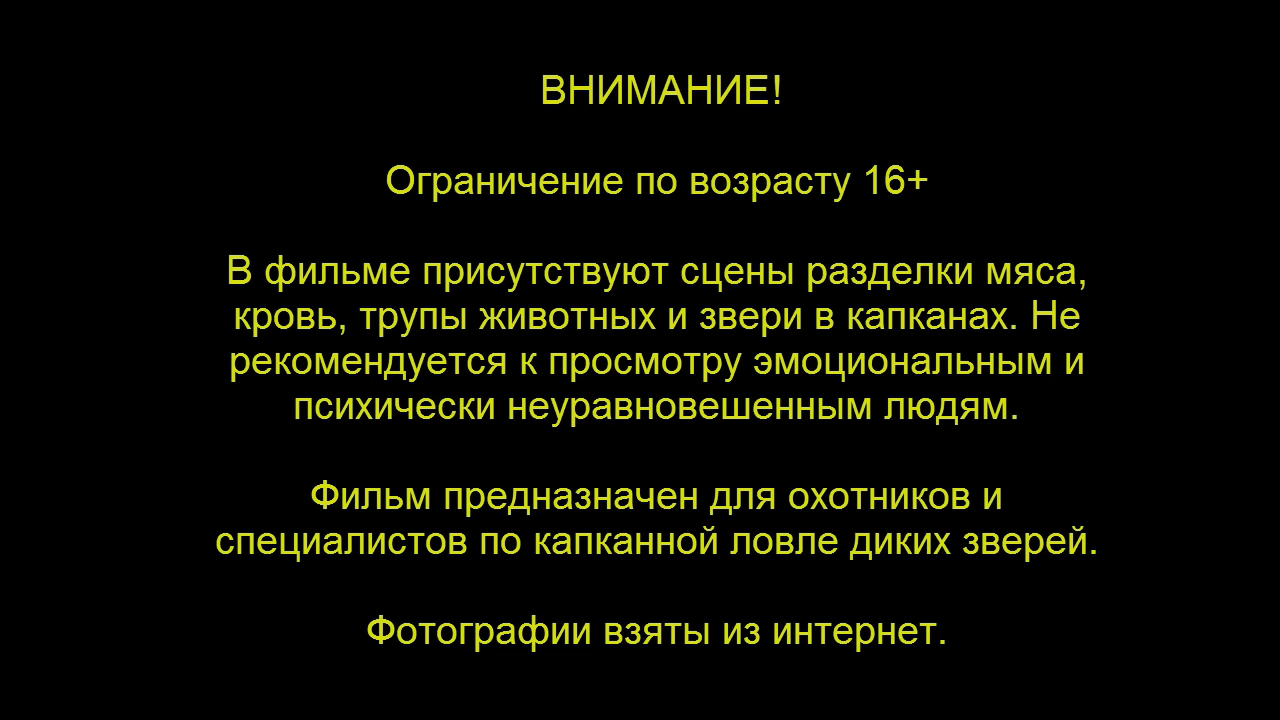 ВНИМАНИЕ!
Ограничение по возрасту 16+
В фильме присутствуют сцены разделки мяса,
кровь, трупы животных и звери в капканах. Не
рекомендуется к просмотру эмоциональным и
психически неуравновешенным людям.
Фильм предназначен для охотников и
специалистов по капканной ловле диких зверей.
Фотографии взяты из интернет.